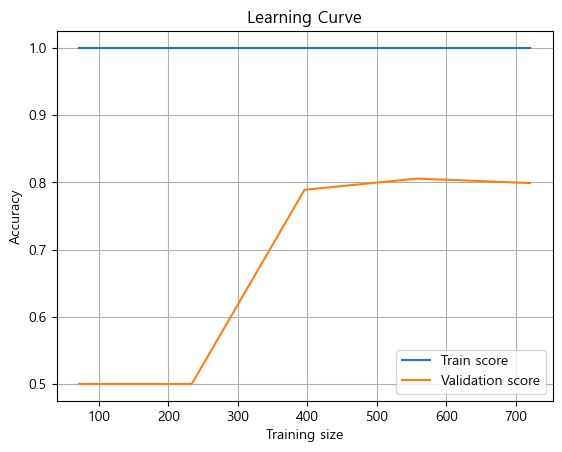 Learning Curve
1.0
0.9
0.8
0.7
0.6
0.5
Accuracy
100 200 300 400 500 600 700
Training size
Train score
Validation score